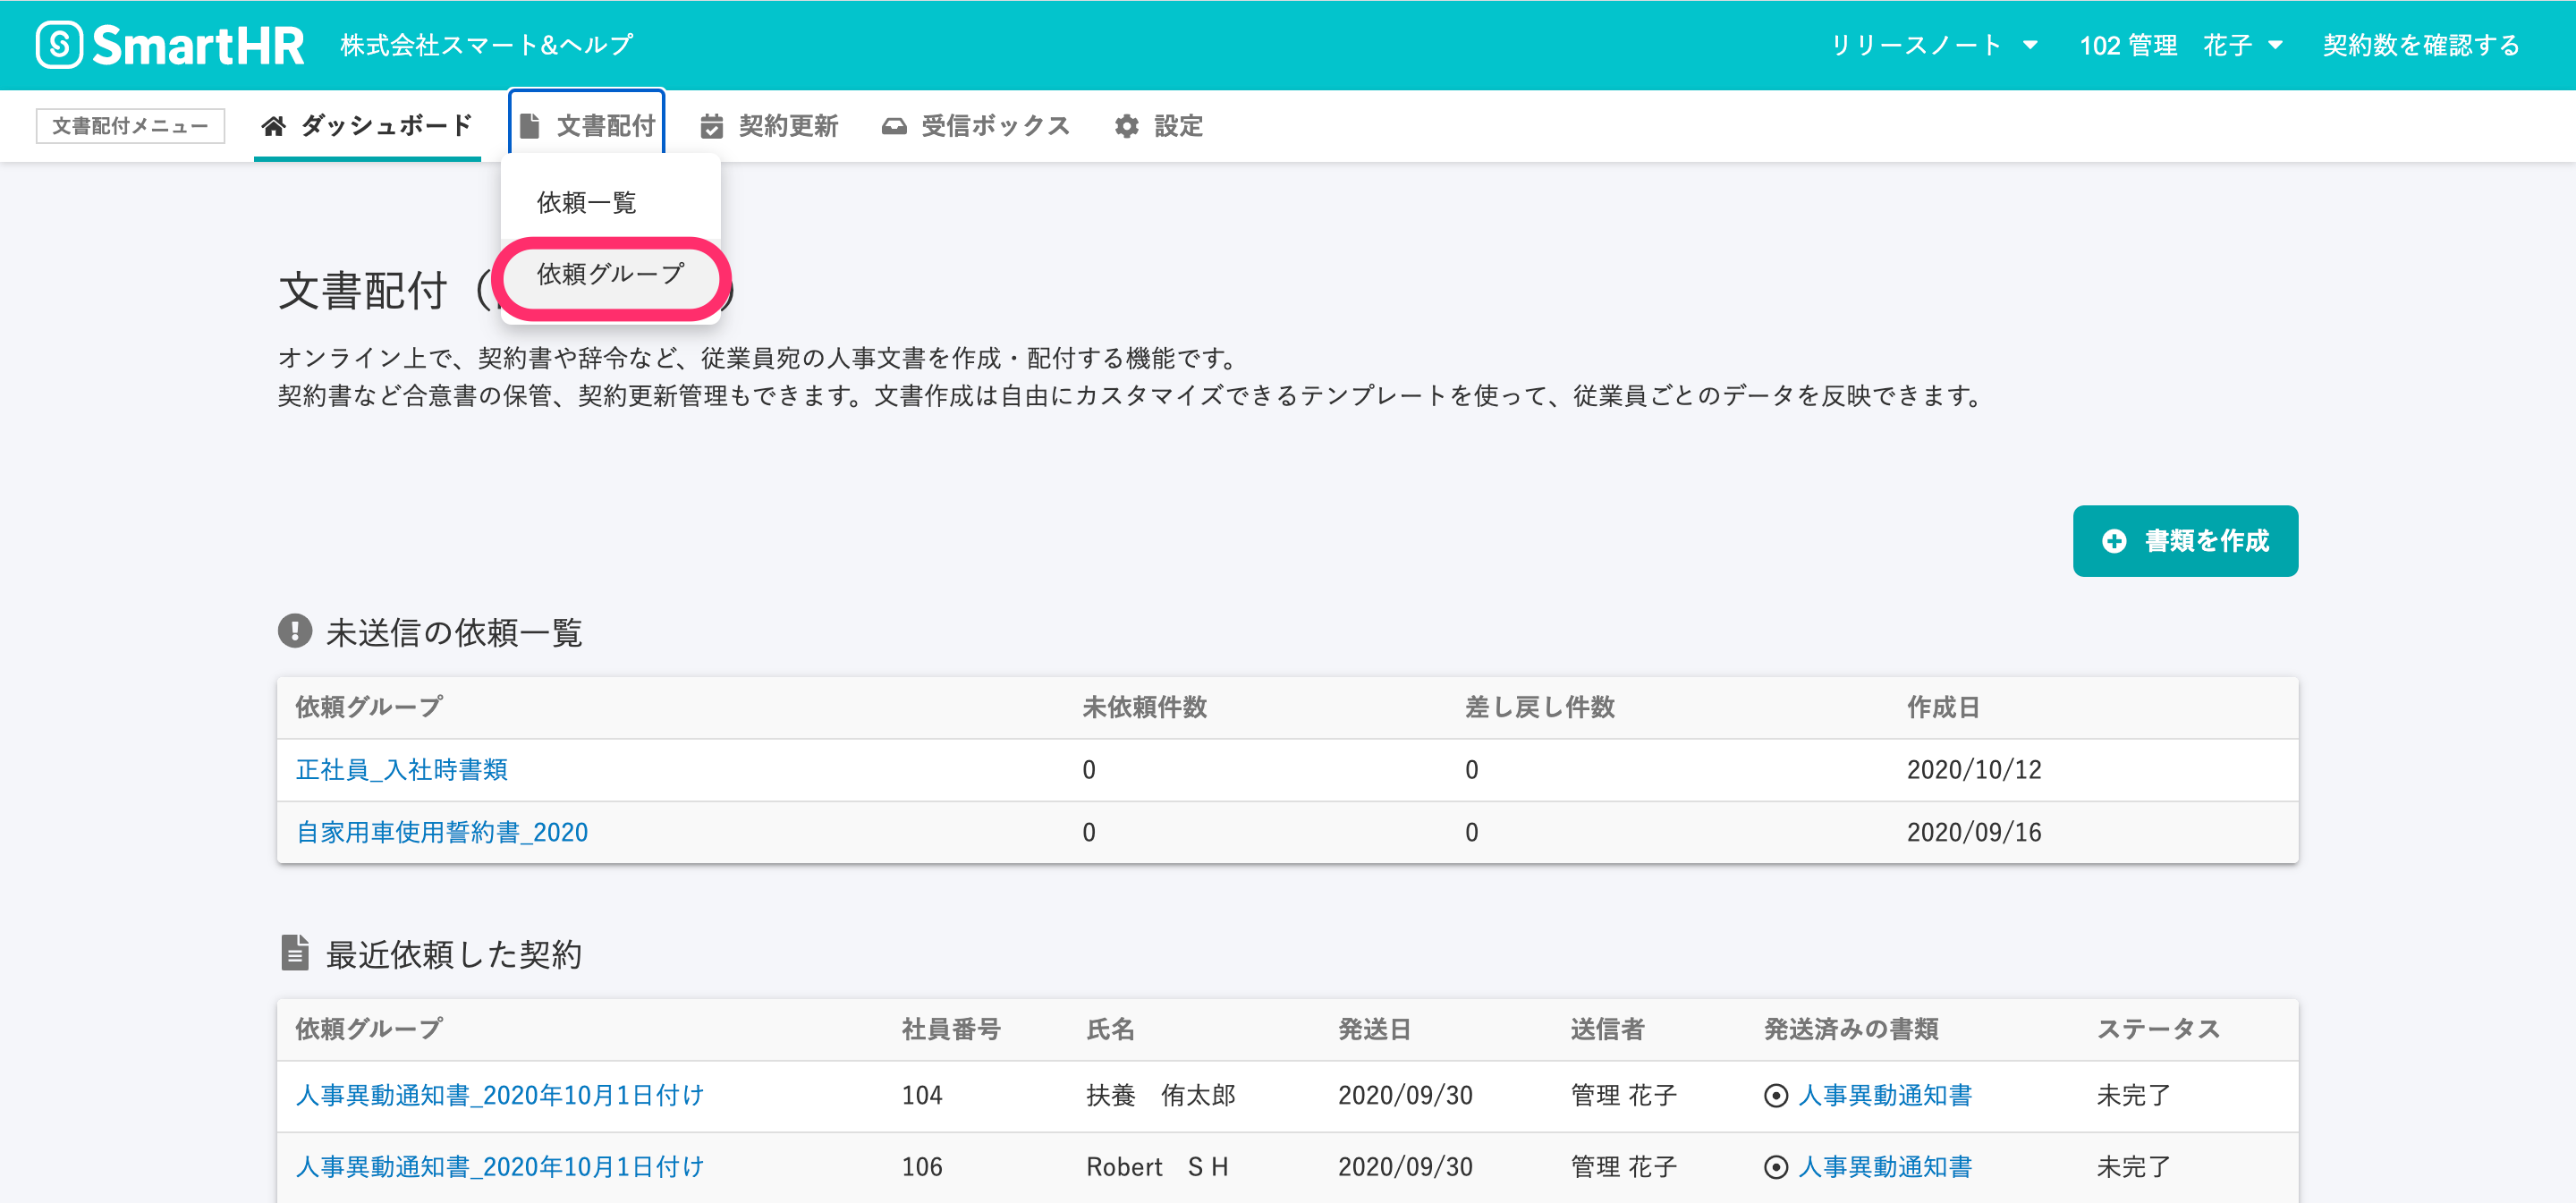 SmartHR 株式会社スマート&ヘルプ リリースノート 102 管理 花子 契約数を確認する
文書配付メニュー ダッシュボード 文書配付 契約更新 受信ボックス 設定
依頼一覧
依頼グループ
文書配付（ ）
オンライン上で、契約書や辞令など、従業員宛の人事文書を作成・配付する機能です。
契約書など合意書の保管、契約更新管理もできます。文書作成は自由にカスタマイズできるテンプレートを使って、従業員ごとのデータを反映できます。
書類を作成
未送信の依頼一覧
依頼グループ 未依頼件数 差し戻し件数 作成日
正社員_入社時書類 0 0 2020/10/12
自家用車使用誓約書_2020 0 0 2020/09/16
最近依頼した契約
依頼グループ 社員番号 氏名 発送日 送信者 発送済みの書類 ステータス
人事異動通知書_2020年10月1日付け 104 扶養 侑太郎 2020/09/30 管理 花子 人事異動通知書 未完了
人事異動通知書_2020年10月1日付け 106 Robert S H 2020/09/30 管理 花子 人事異動通知書 未完了